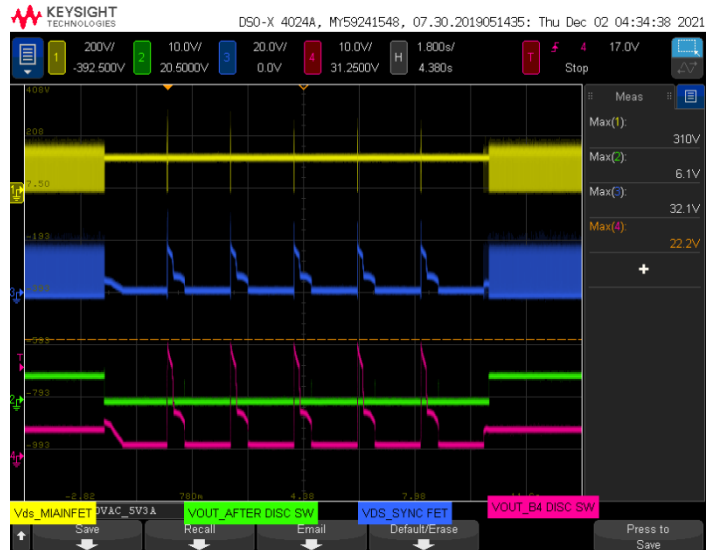 KEYSIGHT
TECHNOLOGIES
DSO-X 4024A, MY59241548, 07.30.2019051435: Thu Dec 02 04:34:38 2021
1 200V/ -392.500V
2 10.0V/ 20.5000V
3 20.0V/ 0.0V
4 10.0V/ 31.2500V
H 1.800s/ 4.380s
T 4 17.0V
Stop
408V
208
7.50
-193
-593
-793
-993
-2.82 780m 4.38 7.98
Meas
Max(1):
310V
Max(2):
6.1V
Max(3):
32.1V
Max(4):
22.2V
+
Vds_MIAINFET
0VAC_5V3A
VOUT_AFTER DISC SW
VDS_SYNC FET
VOUT_B4 DISC SW
Save
Recall
Email
Default/Erase
Press to
Save